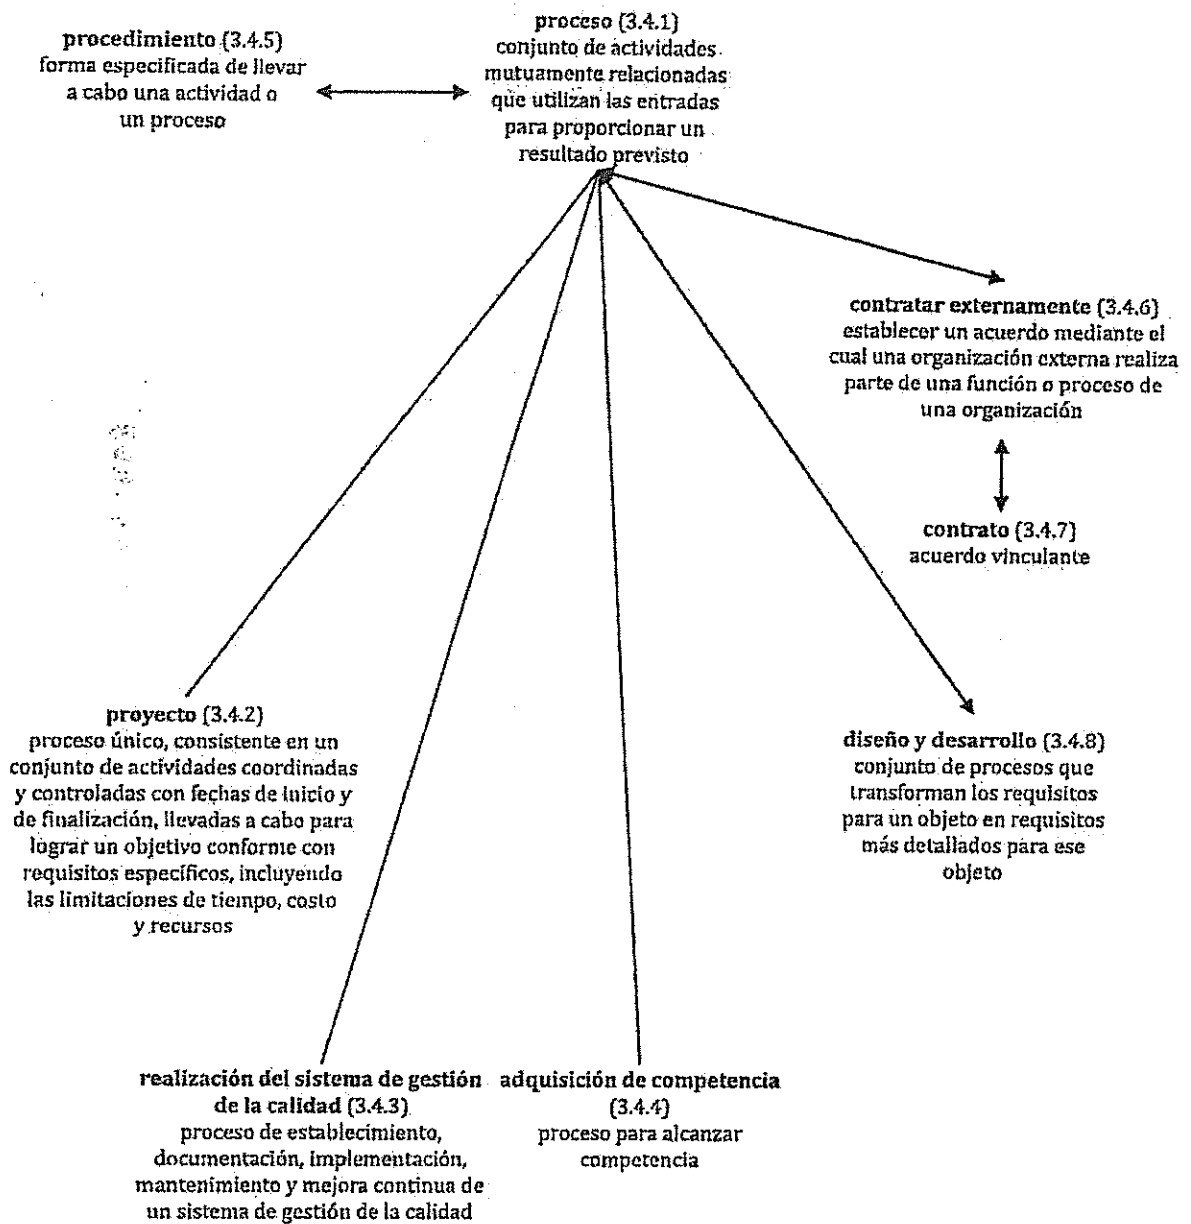 procedimiento (3.4.5)
forma especificada de llevar
a cabo una actividad o
un proceso
proceso (3.4.1)
conjunto de actividades
mutuamente relacionadas
que utilizan las entradas
para proporcionar un
resultado previsto
contratar externamente (3.4.6)
establecer un acuerdo mediante el
cual una organización externa realiza
parte de una función o proceso de
una organización
contrato (3.4.7)
acuerdo vinculante
proyecto (3.4.2)
proceso único, consistente en un
conjunto de actividades coordinadas
y controladas con fechas de inicio y
de finalización, llevadas a cabo para
lograr un objetivo conforme con
requisitos específicos, incluyendo
las limitaciones de tiempo, costo
y recursos
diseño y desarrollo (3.4.8)
conjunto de procesos que
transforman los requisitos
para un objeto en requisitos
más detallados para ese
objeto
realización del sistema de gestión
de la calidad (3.4.3)
proceso de establecimiento,
documentación, implementación,
mantenimiento y mejora continua de
un sistema de gestión de la calidad
adquisición de competencia
(3.4.4)
proceso para alcanzar
competencia